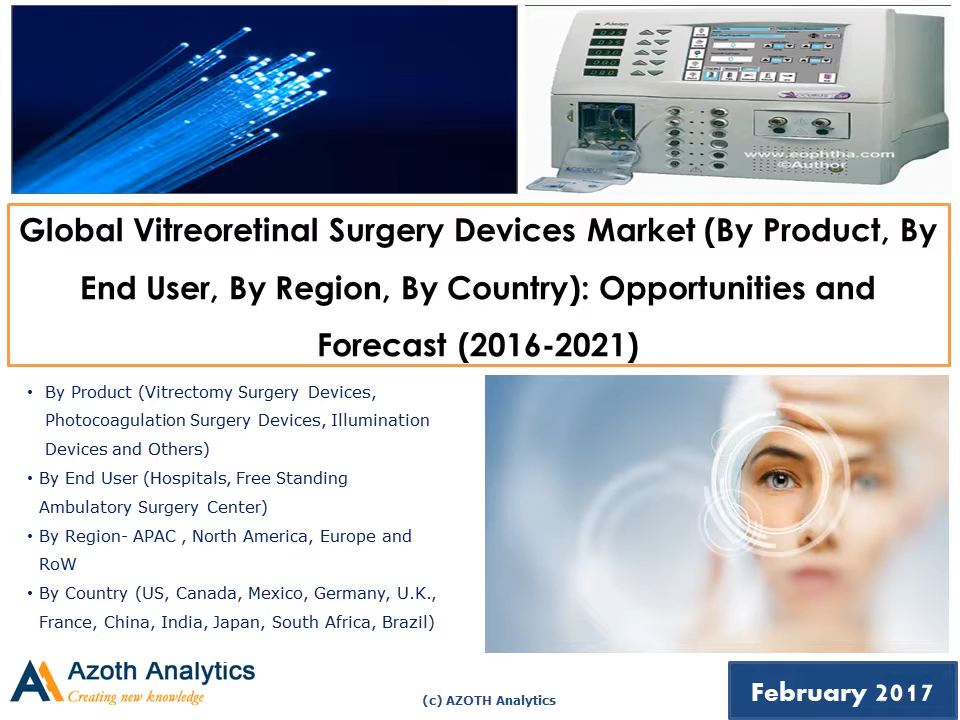 Alcon
ACCURUS
www.eophtha.com
©Author
Global Vitreoretinal Surgery Devices Market (By Product, By
End User, By Region, By Country): Opportunities and
Forecast (2016-2021)
• By Product (Vitrectomy Surgery Devices,
Photocoagulation Surgery Devices, Illumination
Devices and Others)
• By End User (Hospitals, Free Standing
Ambulatory Surgery Center)
• By Region- APAC , North America, Europe and
RoW
• By Country (US, Canada, Mexico, Germany, U.K.,
France, China, India, Japan, South Africa, Brazil)
Azoth Analytics
Creating new knowledge
(c) AZOTH Analytics
February 2017